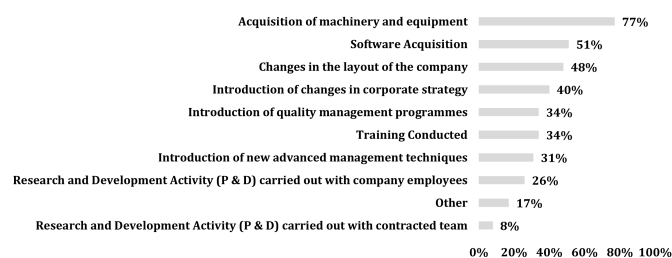 Acquisition of machinery and equipment 77%
Software Acquisition 51%
Changes in the layout of the company 48%
Introduction of changes in corporate strategy 40%
Introduction of quality management programmes 34%
Training Conducted 34%
Introduction of new advanced management techniques 31%
Research and Development Activity (P & D) carried out with company employees 26%
Other 17%
Research and Development Activity (P & D) carried out with contracted team 8%
0% 20% 40% 60% 80% 100%